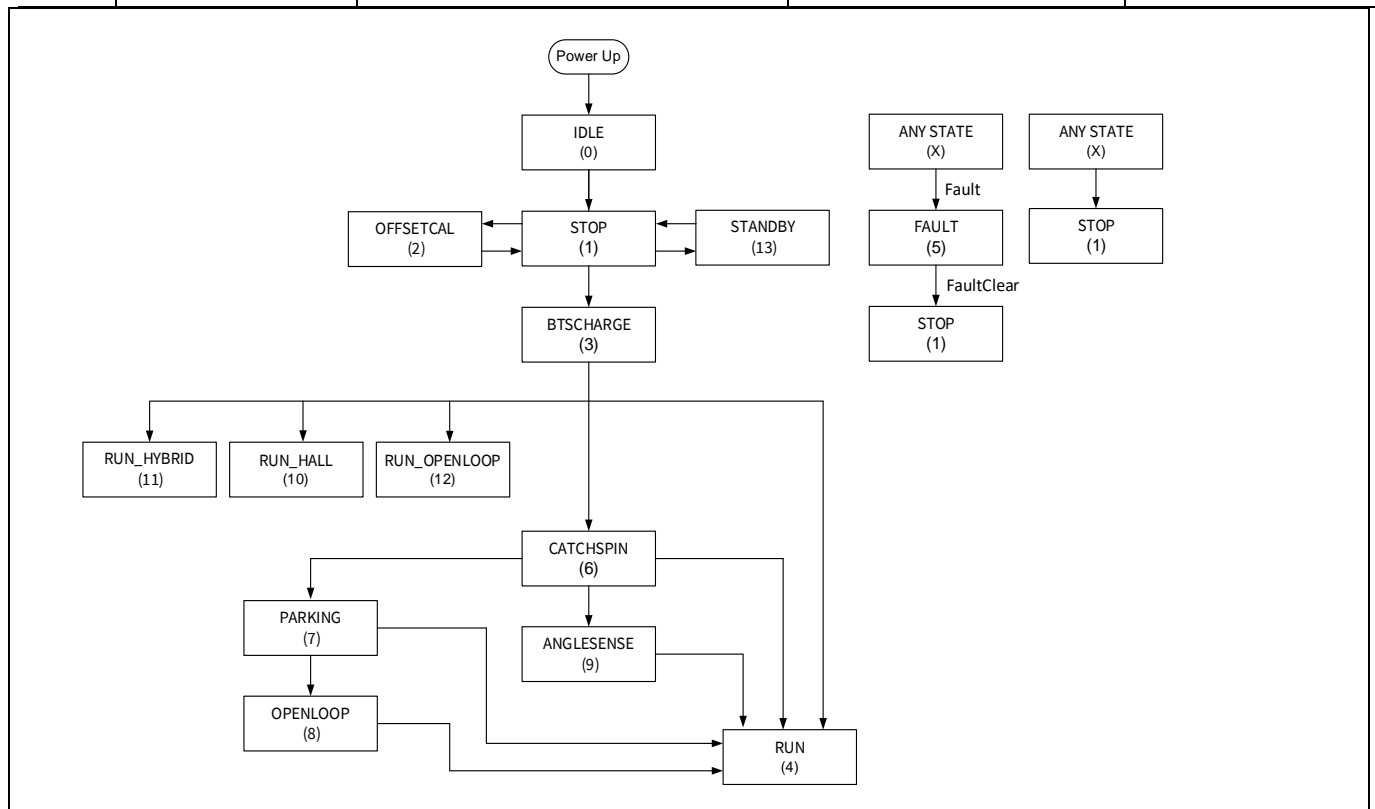 Power Up
IDLE
(0)
ANY STATE
(X)
ANY STATE
(X)
Fault
OFFSETCAL
(2)
STOP
(1)
STANDBY
(13)
FAULT
(5)
STOP
(1)
FaultClear
BTSCHARGE
(3)
STOP
(1)
RUN_HYBRID
(11)
RUN_HALL
(10)
RUN_OPENLOOP
(12)
CATCHSPIN
(6)
PARKING
(7)
ANGLESENSE
(9)
OPENLOOP
(8)
RUN
(4)